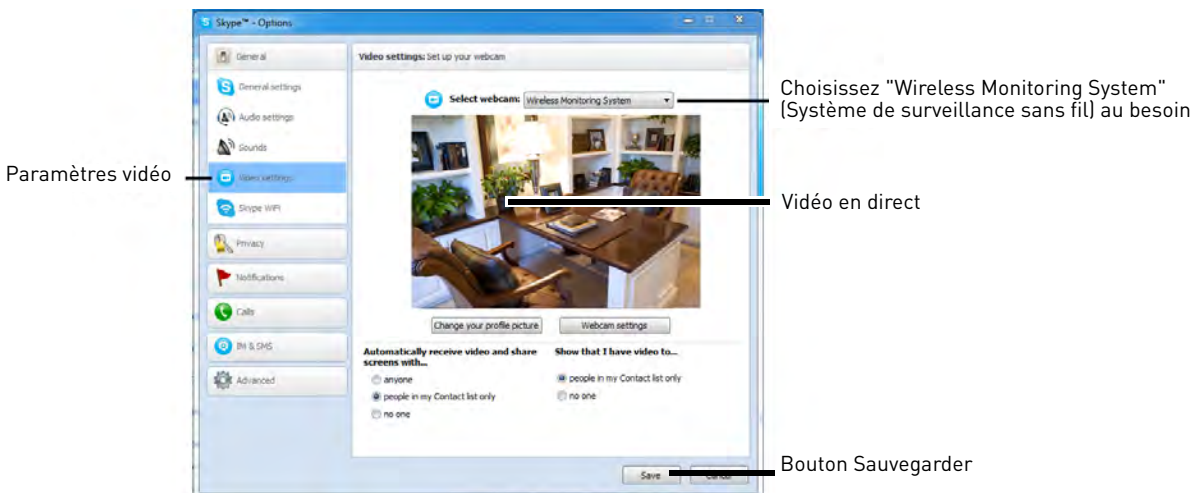 Skype™ - Options
General
General settings
Audio settings
Sounds
Video settings
Skype WiFi
Privacy
Notifications
Calls
IM & SMS
Advanced
Video settings: Set up your webcam
Select webcam: Wireless Monitoring System
Change your profile picture
Webcam settings
Automatically receive video and share
screens with...
anyone
people in my Contact list only
no one
Show that I have video to...
people in my Contact list only
no one
Save
Cancel
Paramètres vidéo
Choisissez "Wireless Monitoring System"
(Système de surveillance sans fil) au besoin
Vidéo en direct
Bouton Sauvegarder